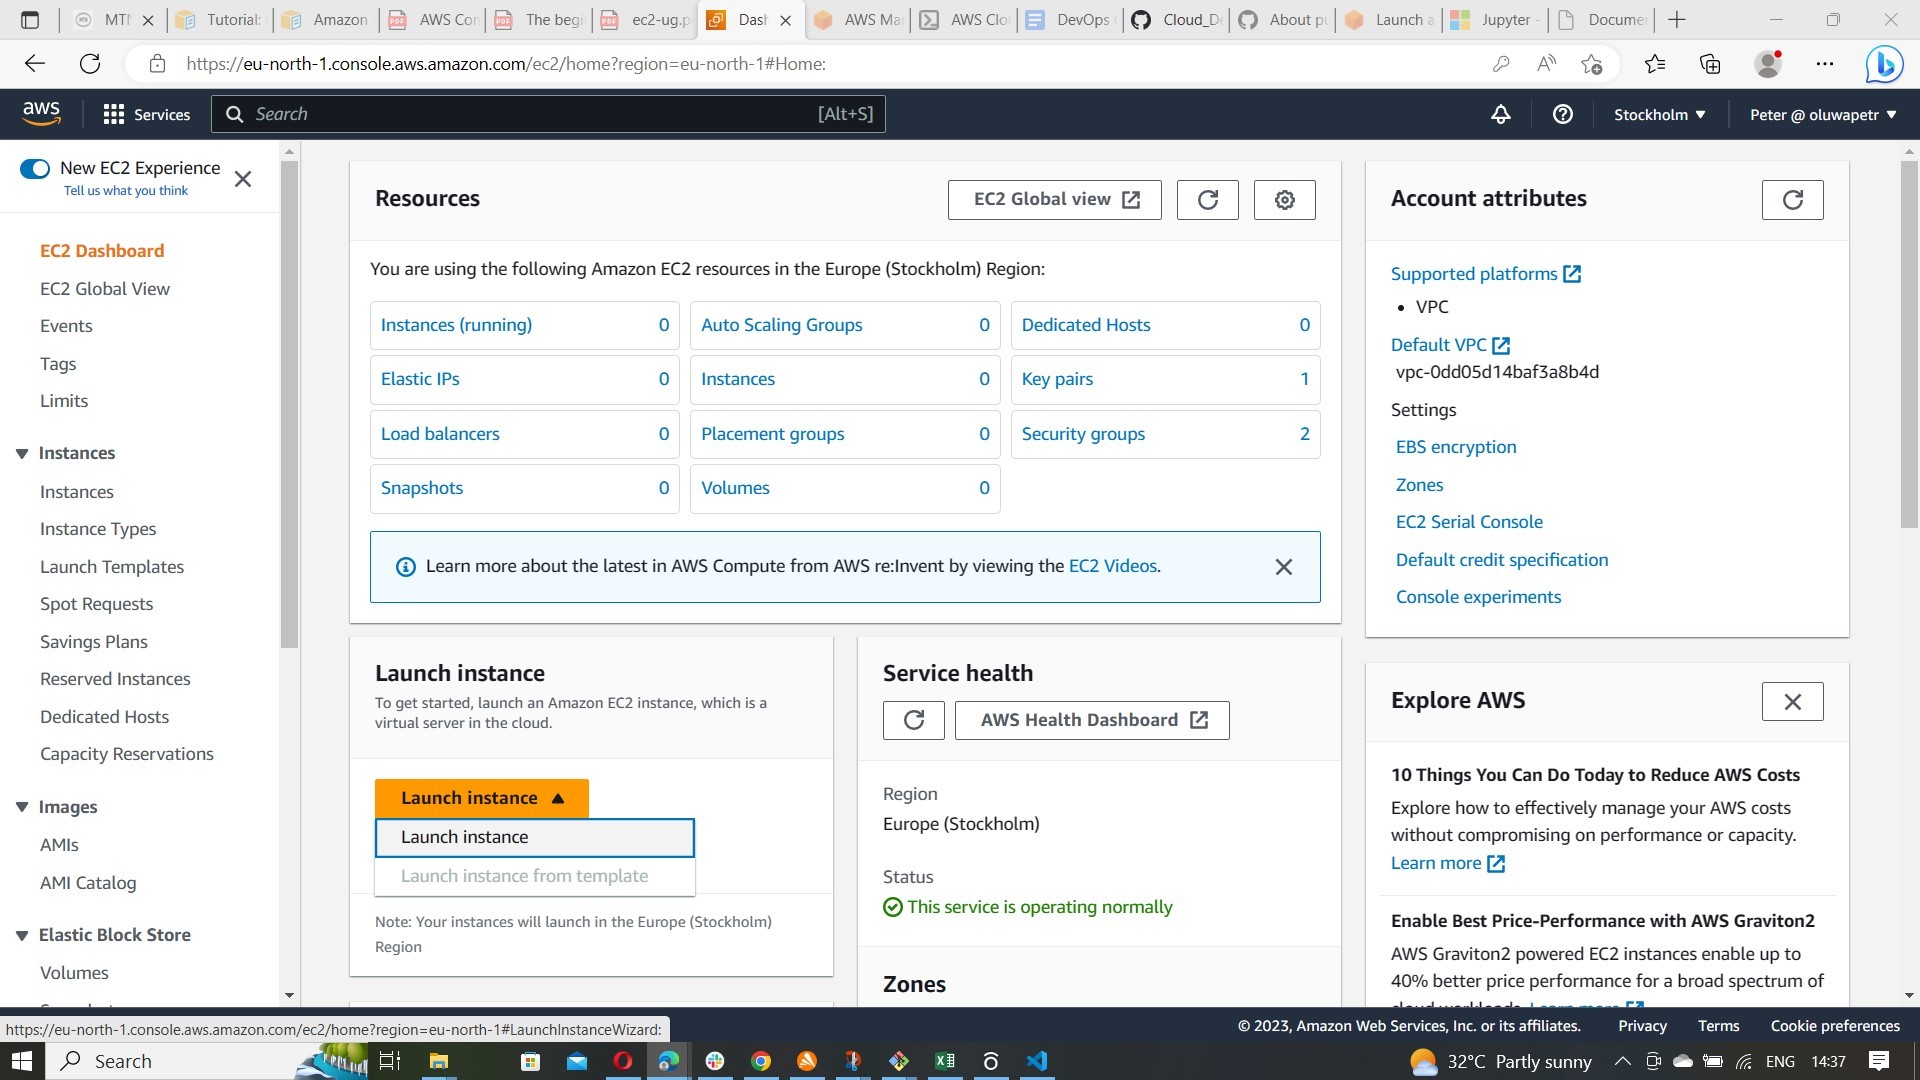 MTN
Tutorial:
Amazon
AWS Con
The begi
ec2-ug.p
Dash
AWS Ma
AWS Clo
DevOps
Cloud_De
About pu
Launch a
Jupyter -
Documen
https://eu-north-1.console.aws.amazon.com/ec2/home?region=eu-north-1#Home:
aws
Services
Search
[Alt+S]
Stockholm
Peter @ oluwapetr
New EC2 Experience
Tell us what you think
EC2 Dashboard
EC2 Global View
Events
Tags
Limits
Instances
Instances
Instance Types
Launch Templates
Spot Requests
Savings Plans
Reserved Instances
Dedicated Hosts
Capacity Reservations
Images
AMIs
AMI Catalog
Elastic Block Store
Volumes
Resources
EC2 Global view
You are using the following Amazon EC2 resources in the Europe (Stockholm) Region:
Instances (running) 0
Auto Scaling Groups 0
Dedicated Hosts 0
Elastic IPs 0
Instances 0
Key pairs 1
Load balancers 0
Placement groups 0
Security groups 2
Snapshots 0
Volumes 0
Learn more about the latest in AWS Compute from AWS re:Invent by viewing the EC2 Videos.
Launch instance
To get started, launch an Amazon EC2 instance, which is a
virtual server in the cloud.
Launch instance
Launch instance
Launch instance from template
Note: Your instances will launch in the Europe (Stockholm)
Region
Service health
AWS Health Dashboard
Region
Europe (Stockholm)
Status
This service is operating normally
Zones
Account attributes
Supported platforms
• VPC
Default VPC
vpc-0dd05d14baf3a8b4d
Settings
EBS encryption
Zones
EC2 Serial Console
Default credit specification
Console experiments
Explore AWS
10 Things You Can Do Today to Reduce AWS Costs
Explore how to effectively manage your AWS costs
without compromising on performance or capacity.
Learn more
Enable Best Price-Performance with AWS Graviton2
AWS Graviton2 powered EC2 instances enable up to
40% better price performance for a broad spectrum of
cloud workloads. Learn more
https://eu-north-1.console.aws.amazon.com/ec2/home?region=eu-north-1#LaunchInstanceWizard:
© 2023, Amazon Web Services, Inc. or its affiliates.
Privacy
Terms
Cookie preferences
Search
32°C Partly sunny
ENG
14:37